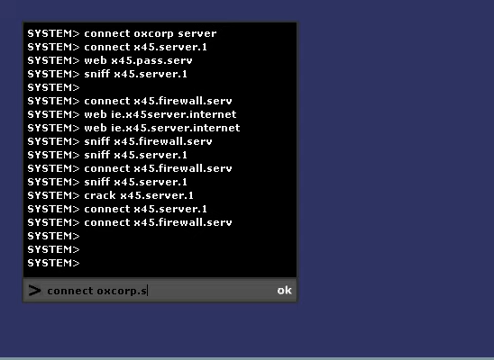 SYSTEM> connect oxcorp server
SYSTEM> connect x45.server.1
SYSTEM> web x45.pass.serv
SYSTEM> sniff x45.server.1
SYSTEM>
SYSTEM> connect x45.firewall.serv
SYSTEM> web ie.x45server.internet
SYSTEM> web ie.x45.server.internet
SYSTEM> sniff x45.firewall.serv
SYSTEM> sniff x45.server.1
SYSTEM> connect x45.firewall.serv
SYSTEM> sniff x45.server.1
SYSTEM> crack x45.server.1
SYSTEM> connect x45.server.1
SYSTEM> connect x45.firewall.serv
SYSTEM>
SYSTEM>
SYSTEM>
> connect oxcorp.s ok